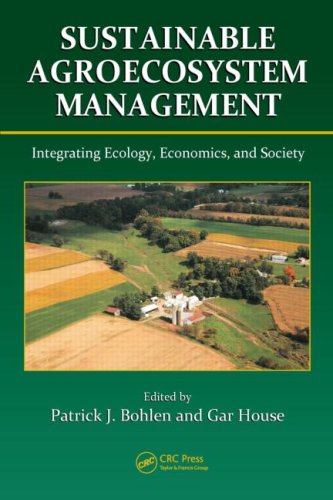 SUSTAINABLE
AGROECOSYSTEM
MANAGEMENT
Integrating Ecology, Economics, and Society
Edited by
Patrick J. Bohlen and Gar House
CRC Press
Taylor & Francis Group